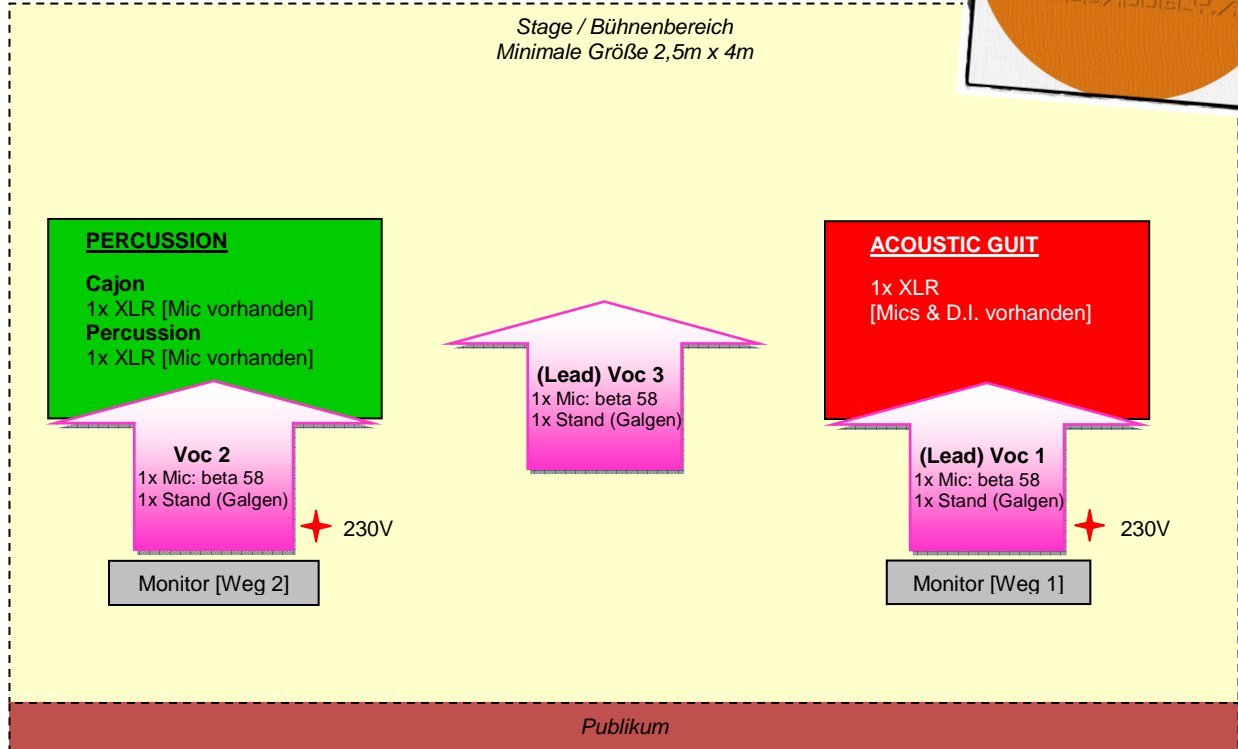 Stage / Bühnenbereich
Minimale Größe 2,5m x 4m
PERCUSSION
Cajon
1x XLR [Mic vorhanden]
Percussion
1x XLR [Mic vorhanden]
ACOUSTIC GUIT
1x XLR
[Mics & D.I. vorhanden]
(Lead) Voc 3
1x Mic: beta 58
1x Stand (Galgen)
Voc 2
1x Mic: beta 58
1x Stand (Galgen)
230V
(Lead) Voc 1
1x Mic: beta 58
1x Stand (Galgen)
230V
Monitor [Weg 2]
Monitor [Weg 1]
Publikum